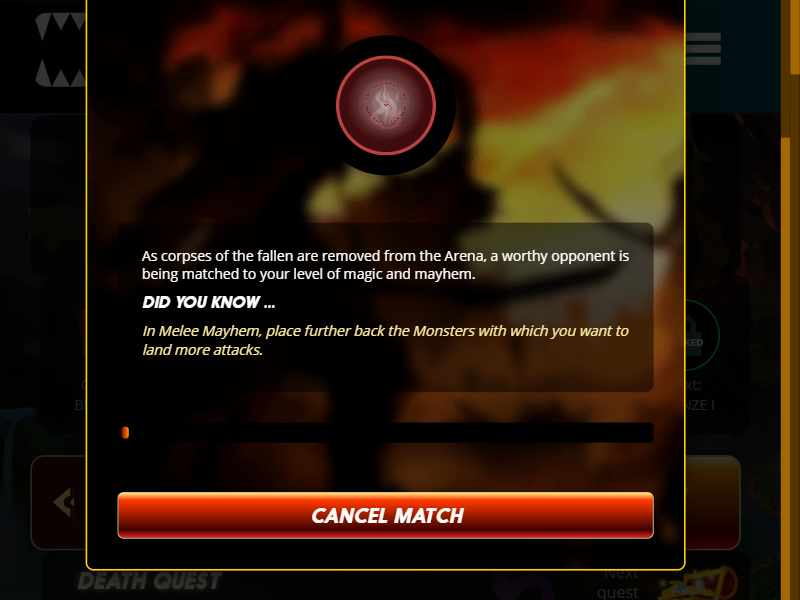 As corpses of the fallen are removed from the Arena, a worthy opponent is
being matched to your level of magic and mayhem.
DID YOU KNOW ...
In Melee Mayhem, place further back the Monsters with which you want to
land more attacks.
CANCEL MATCH
DEATH QUEST
Next
quest